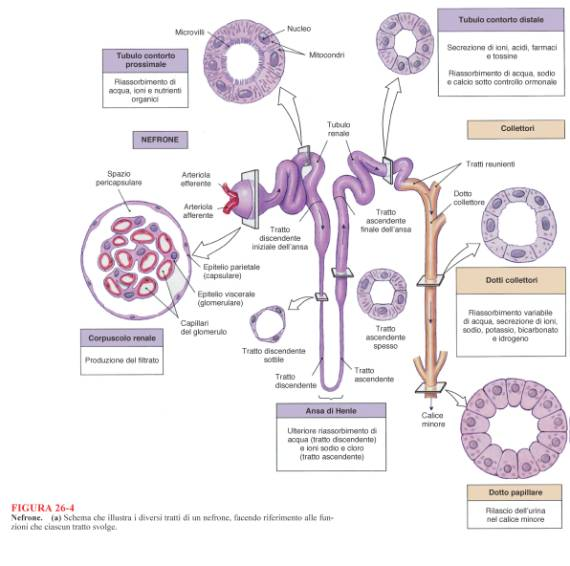 Microvilli
Nucleo
Mitocondri
Tubulo contorto
prossimale
Riassorbimento di
acqua, ioni e nutrienti
organici
Tubulo contorto distale
Secrezione di ioni, acidi, farmaci
e tossine
Riassorbimento di acqua, sodio
e calcio sotto controllo ormonale
NEFRONE
Tubulo
renale
Collettori
Tratti reunienti
Dotto
collettore
Spazio
pericapsulare
Arteriola
efferente
Arteriola
afferente
Tratto
discendente
iniziale dell'ansa
Tratto
ascendente
finale dell'ansa
Epitelio parietale
(capsulare)
Epitelio viscerale
(glomerulare)
Capillari
del glomerulo
Corpuscolo renale
Produzione del filtrato
Tratto discendente
sottile
Tratto
ascendente
spesso
Dotti collettori
Riassorbimento variabile
di acqua, secrezione di ioni,
sodio, potassio, bicarbonato
e idrogeno
Tratto
discendente
Tratto
ascendente
Ansa di Henle
Ulteriore riassorbimento di
acqua (tratto discendente)
e ioni sodio e cloro
(tratto ascendente)
Calice
minore
Dotto papillare
Rilascio dell'urina
nel calice minore
FIGURA 26-4
Nefrone. (a) Schema che illustra i diversi tratti di un nefrone, facendo riferimento alle fun-
zioni che ciascun tratto svolge.